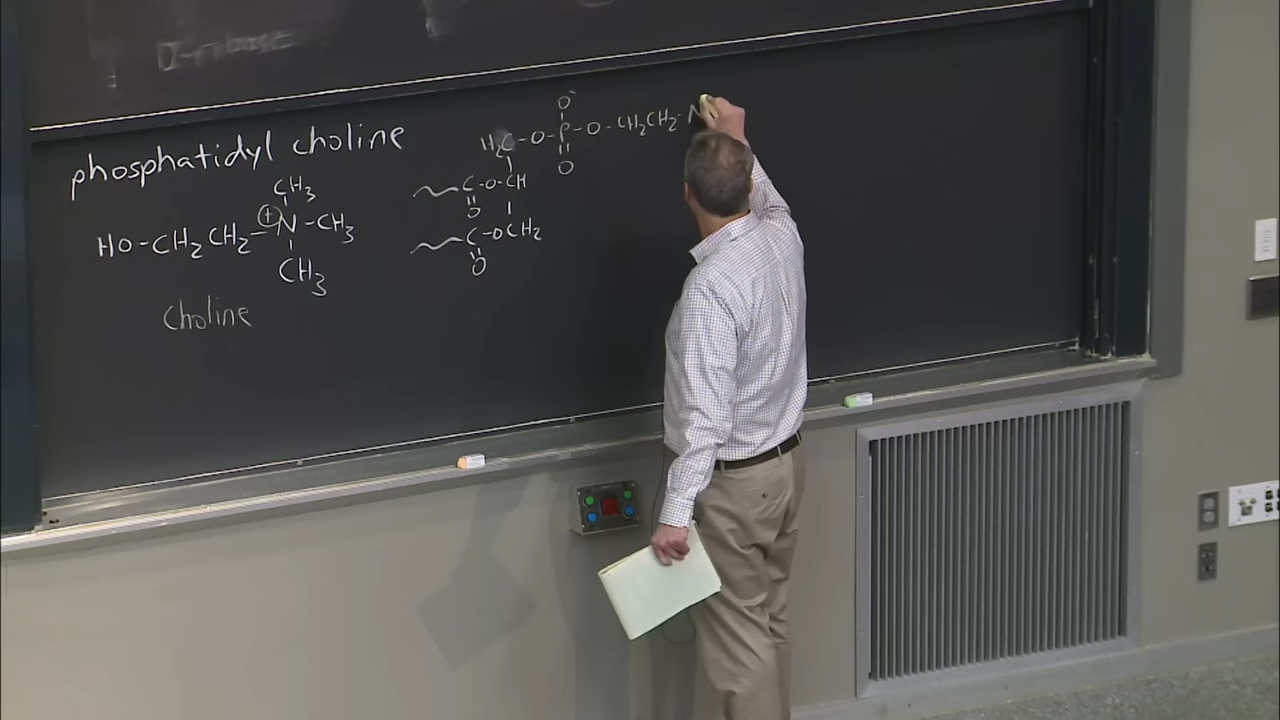 phosphatidyl choline
CH3
HO-CH2CH2-N-CH3
+
CH3
choline
O-
H2C-O-P-O-CH2CH2-N
O
C-O-CH
O
C-OCH2
O